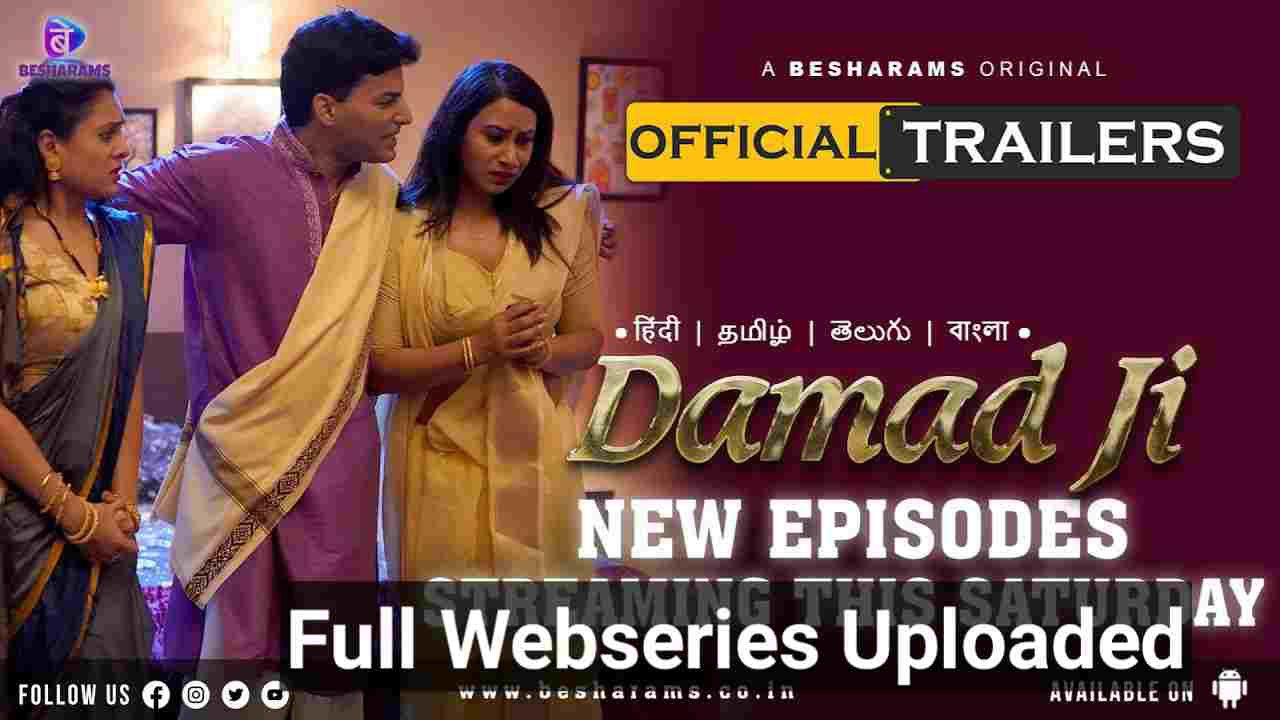 बे
BESHARAMS
A BESHARAMS ORIGINAL
OFFICIAL TRAILERS
• हिंदी | தமிழ் | తెలుగు | বাংলা •
Damad Ji
NEW EPISODES
STREAMING THIS SATURDAY
Full Webseries Uploaded
FOLLOW US
www.besharams.co.in
AVAILABLE ON